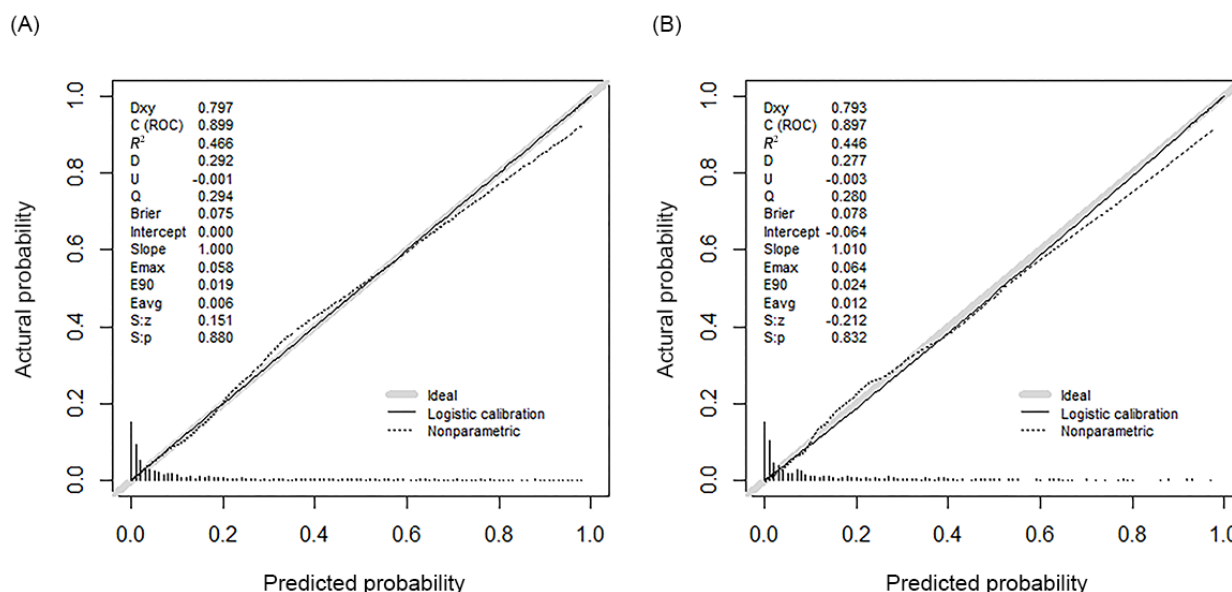 (A)
Actural probability
1.0
0.8
0.6
0.4
0.2
0.0
Dxy 0.797
C (ROC) 0.899
R² 0.466
D 0.292
U -0.001
Q 0.294
Brier 0.075
Intercept 0.000
Slope 1.000
Emax 0.058
E90 0.019
Eavg 0.006
S:z 0.151
S:p 0.880
Ideal
Logistic calibration
Nonparametric
0.0 0.2 0.4 0.6 0.8 1.0
Predicted probability
(B)
Actural probability
1.0
0.8
0.6
0.4
0.2
0.0
Dxy 0.793
C (ROC) 0.897
R² 0.446
D 0.277
U -0.003
Q 0.280
Brier 0.078
Intercept -0.064
Slope 1.010
Emax 0.064
E90 0.024
Eavg 0.012
S:z -0.212
S:p 0.832
Ideal
Logistic calibration
Nonparametric
0.0 0.2 0.4 0.6 0.8 1.0
Predicted probability